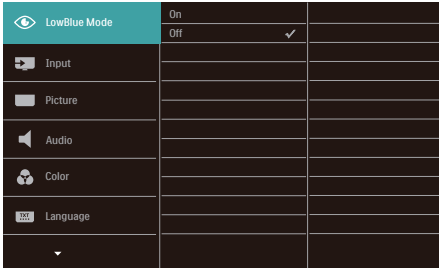 LowBlue Mode
On
Off
Input
Picture
Audio
Color
TXT
Language